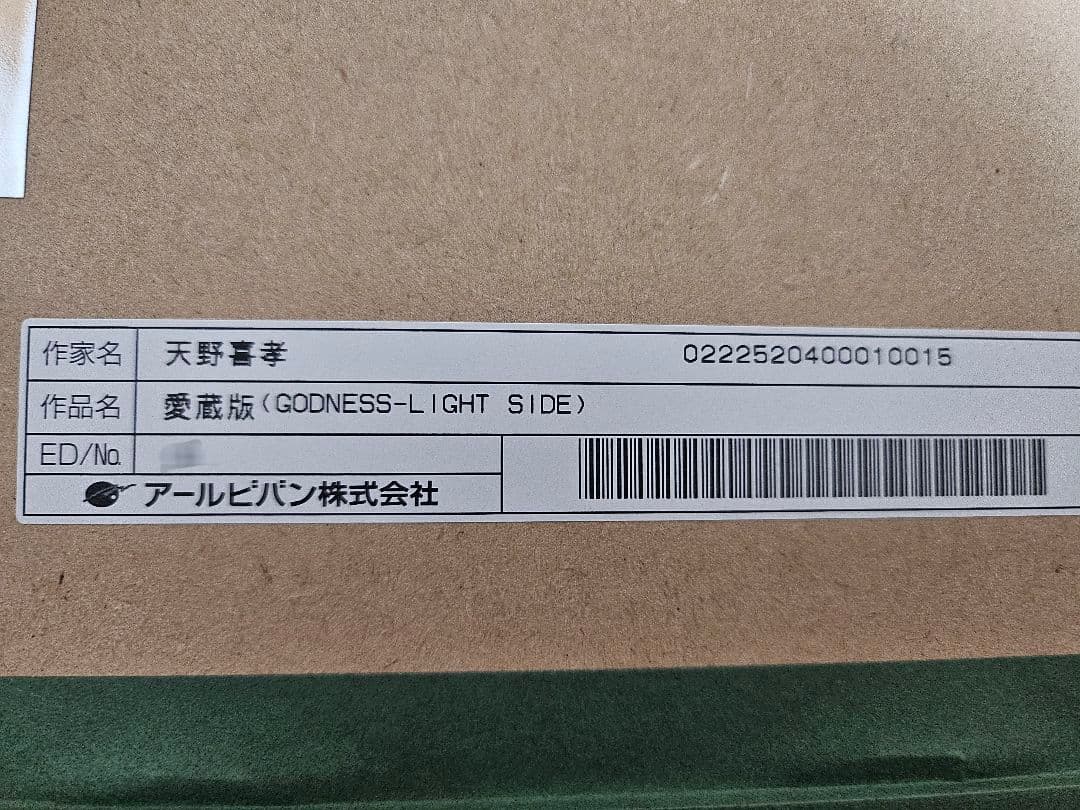 作家名 天野喜孝 0222520400010015
作品名 愛蔵版(GODNESS-LIGHT SIDE)
ED/No.
アールビバン株式会社